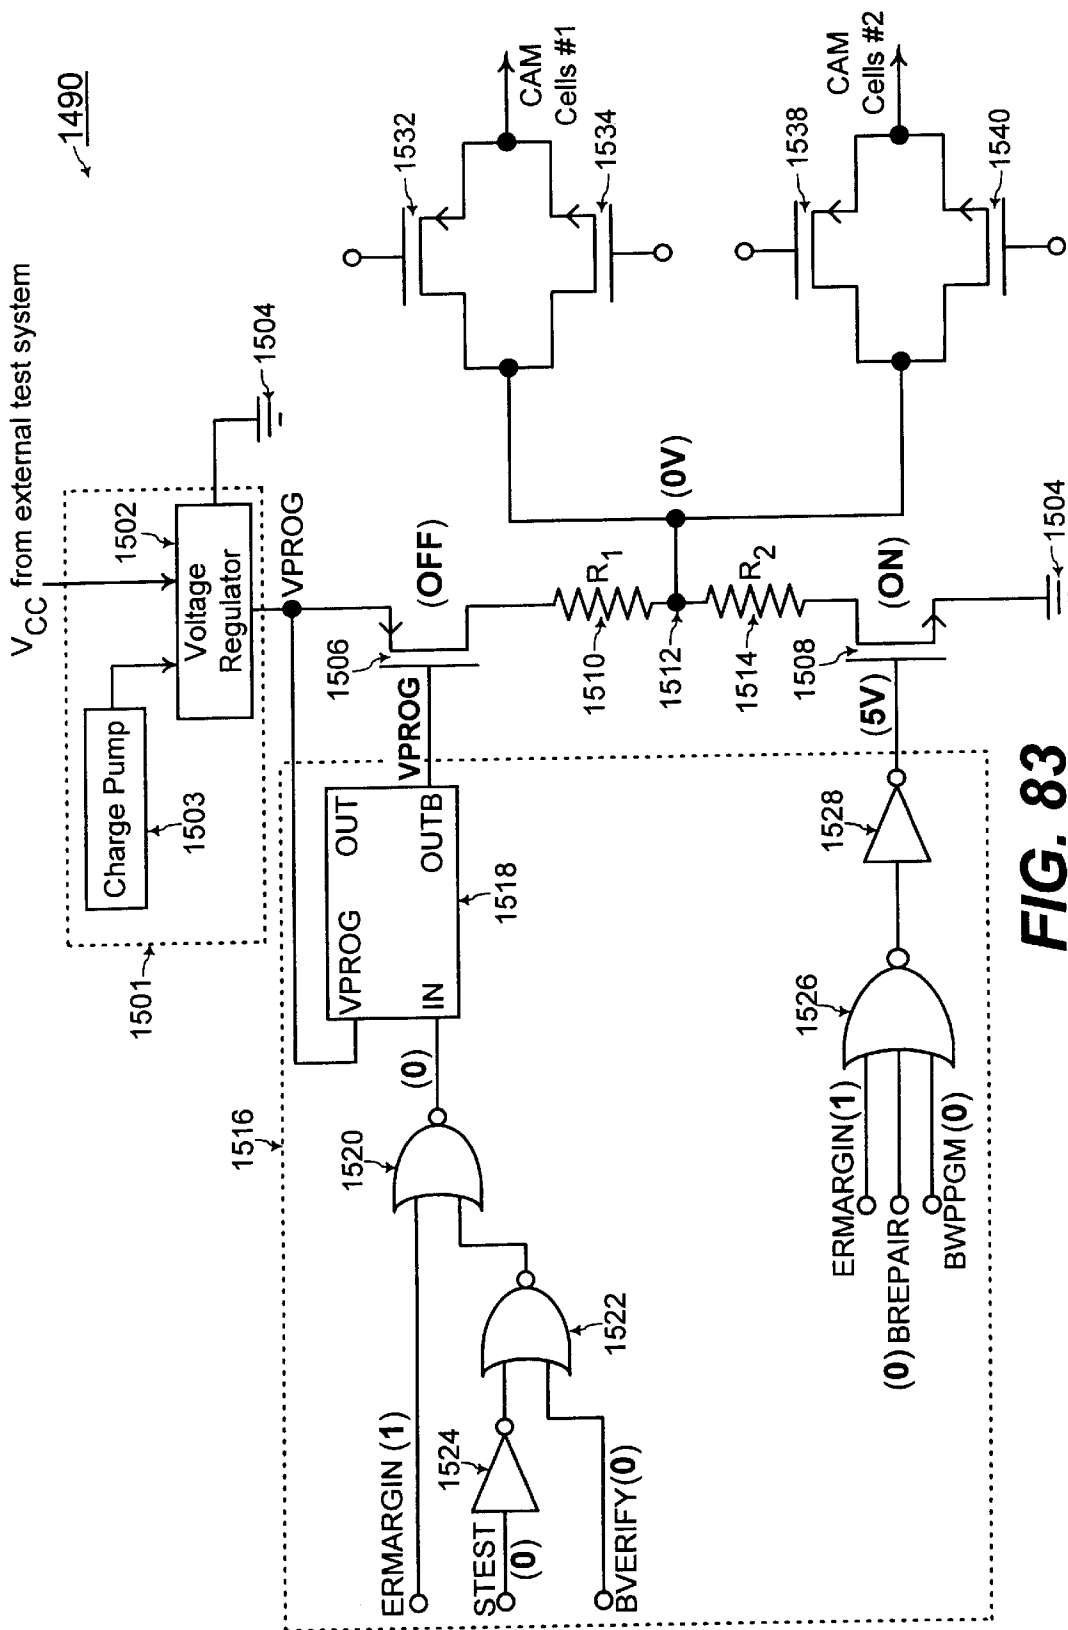 1490
V_CC from external test system
1501
Charge Pump
1503
1502
Voltage
Regulator
1504
VPROG
1506
(OFF)
VPROG
1510
R1
1512
(0V)
1514
R2
1508
(ON)
(5V)
1504
1532
1534
CAM
Cells #1
1538
1540
CAM
Cells #2
1516
VPROG
OUT
IN
OUTB
1518
(0)
1520
1522
1524
ERMARGIN (1)
STEST
(0)
BVERIFY (0)
1528
1526
ERMARGIN (1)
(0) BREPAIR
BWPPGM (0)
FIG. 83